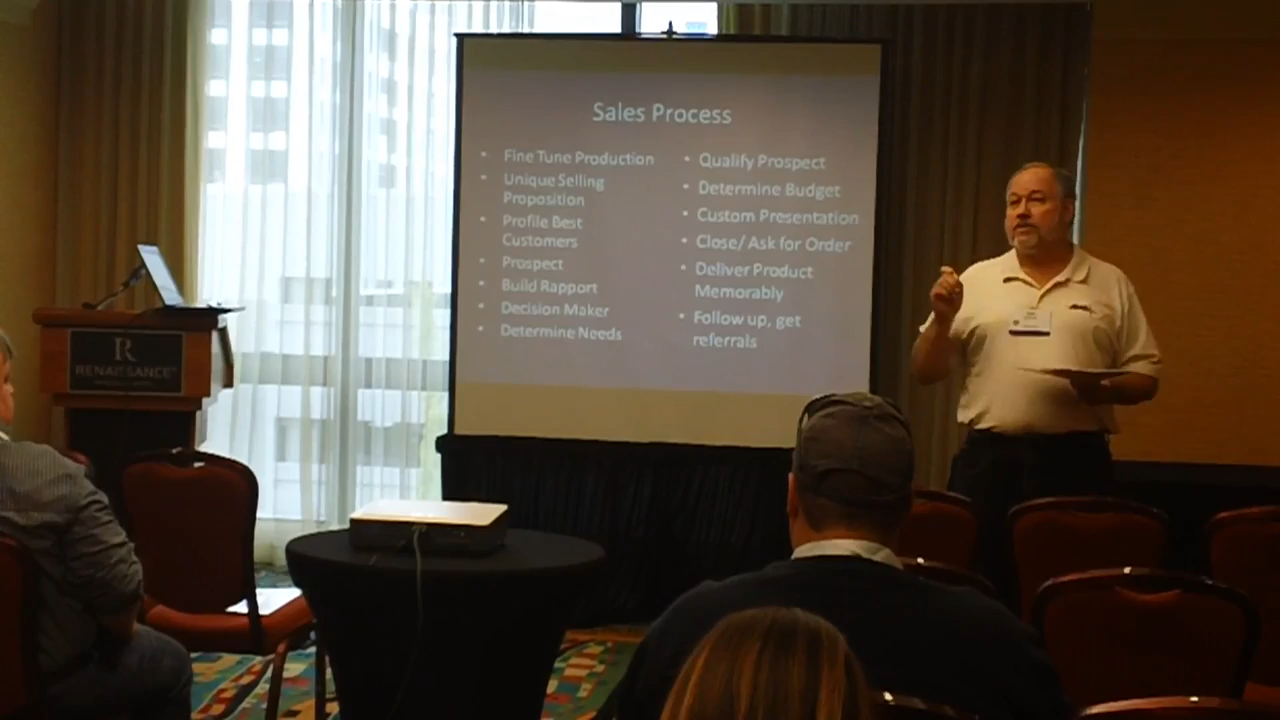 Sales Process
• Fine Tune Production
• Unique Selling
Proposition
• Profile Best
Customers
• Prospect
• Build Rapport
• Decision Maker
• Determine Needs
• Qualify Prospect
• Determine Budget
• Custom Presentation
• Close/ Ask for Order
• Deliver Product
Memorably
• Follow up, get
referrals
R
RENAISSANCE